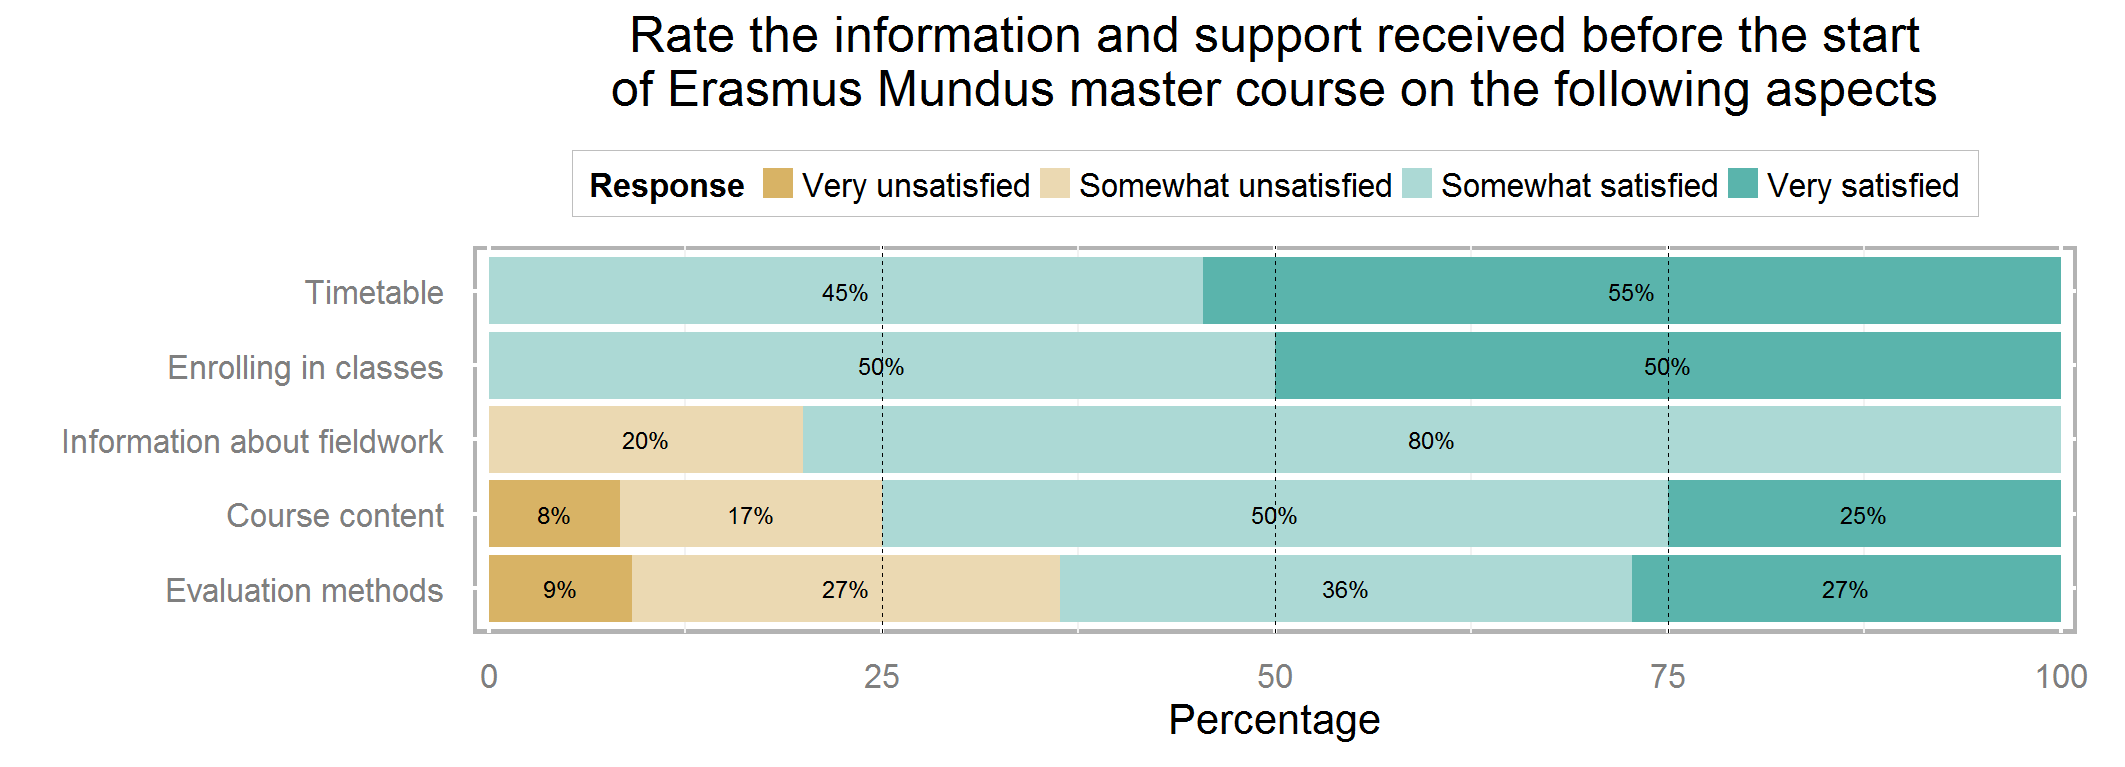 Rate the information and support received before the start
of Erasmus Mundus master course on the following aspects
Response Very unsatisfied Somewhat unsatisfied Somewhat satisfied Very satisfied
Timetable 45% 55%
Enrolling in classes 50% 50%
Information about fieldwork 20% 80%
Course content 8% 17% 50% 25%
Evaluation methods 9% 27% 36% 27%
0 25 50 75 100
Percentage